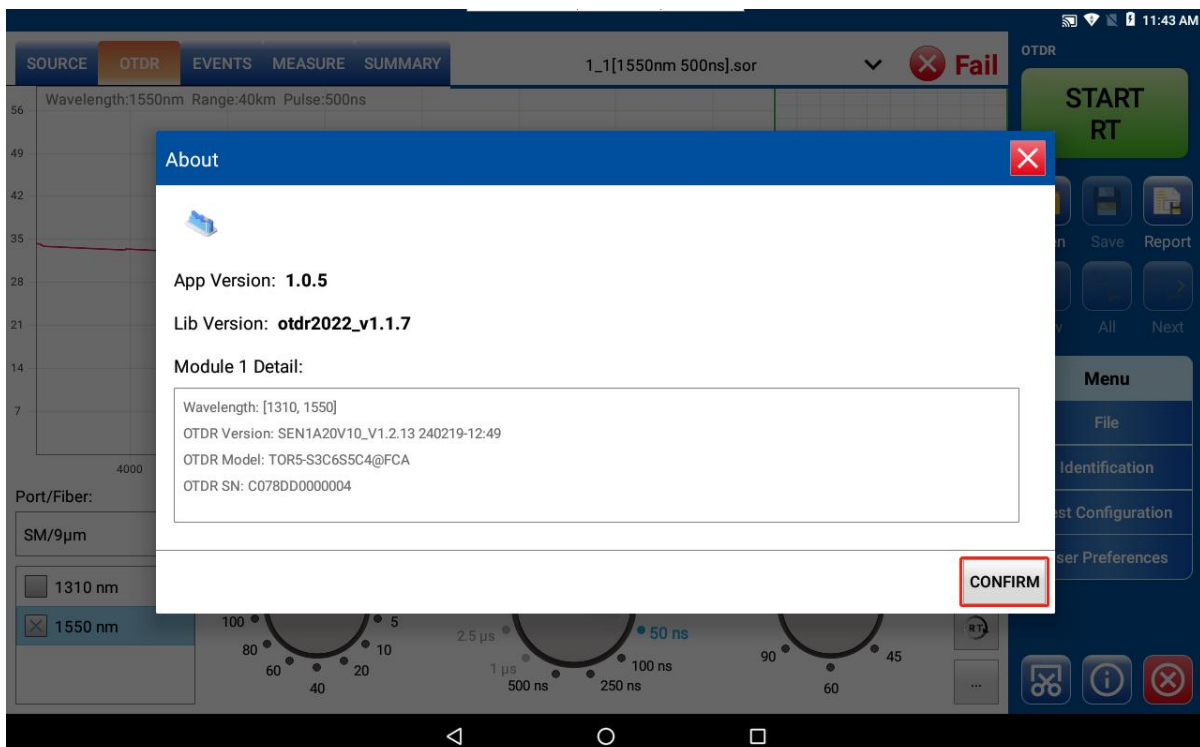 11:43 AM
SOURCE OTDR EVENTS MEASURE SUMMARY
1_1[1550nm 500ns].sor
Fail
OTDR
START
RT
Wavelength:1550nm Range:40km Pulse:500ns
56
49
42
35
28
21
14
7
4000
About
App Version: 1.0.5
Lib Version: otdr2022_v1.1.7
Module 1 Detail:
Wavelength: [1310, 1550]
OTDR Version: SEN1A20V10_V1.2.13 240219-12:49
OTDR Model: TOR5-S3C6S5C4@FCA
OTDR SN: C078DD0000004
CONFIRM
Save Report
All Next
Menu
File
Identification
est Configuration
ser Preferences
Port/Fiber:
SM/9μm
1310 nm
1550 nm
100 5
80 10
60 20
40
2.5 μs 50 ns
1 μs 100 ns
500 ns 250 ns
90 45
60
RT
...